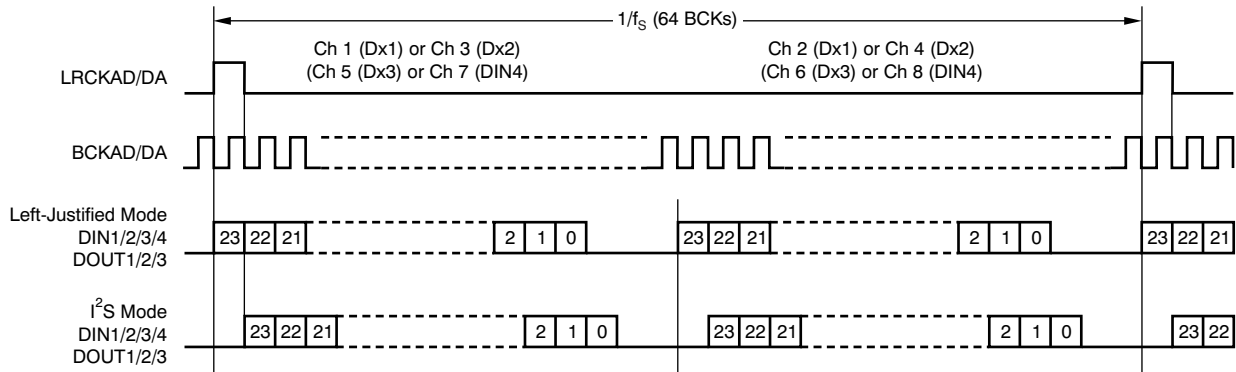 1/fS (64 BCKs)
Ch 1 (Dx1) or Ch 3 (Dx2)
(Ch 5 (Dx3) or Ch 7 (DIN4)
Ch 2 (Dx1) or Ch 4 (Dx2)
(Ch 6 (Dx3) or Ch 8 (DIN4)
LRCKAD/DA
BCKAD/DA
Left-Justified Mode
DIN1/2/3/4
DOUT1/2/3
23 22 21 2 1 0 23 22 21 2 1 0 23 22 21
I2S Mode
DIN1/2/3/4
DOUT1/2/3
23 22 21 2 1 0 23 22 21 2 1 0 23 22